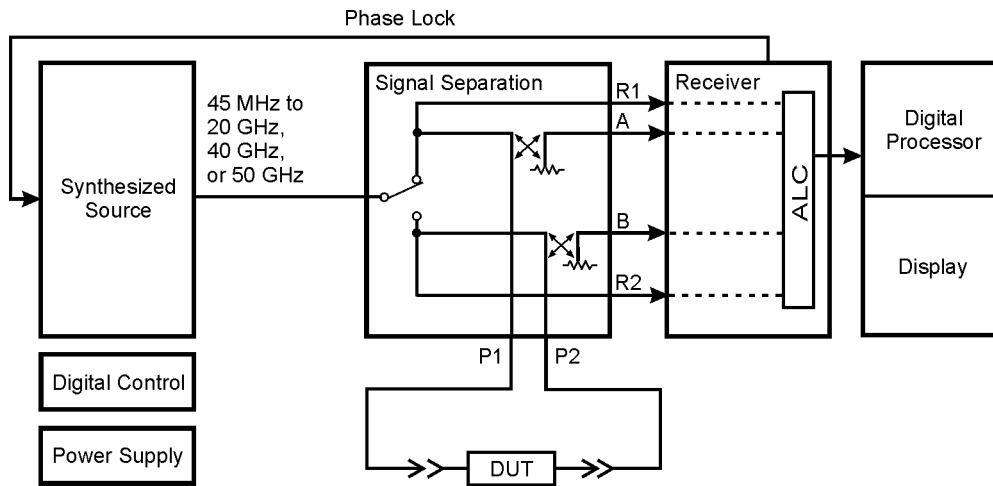 Phase Lock
Synthesized
Source
45 MHz to
20 GHz,
40 GHz,
or 50 GHz
Signal Separation
R1
A
B
R2
P1
P2
Receiver
ALC
Digital
Processor
Display
Digital Control
Power Supply
DUT